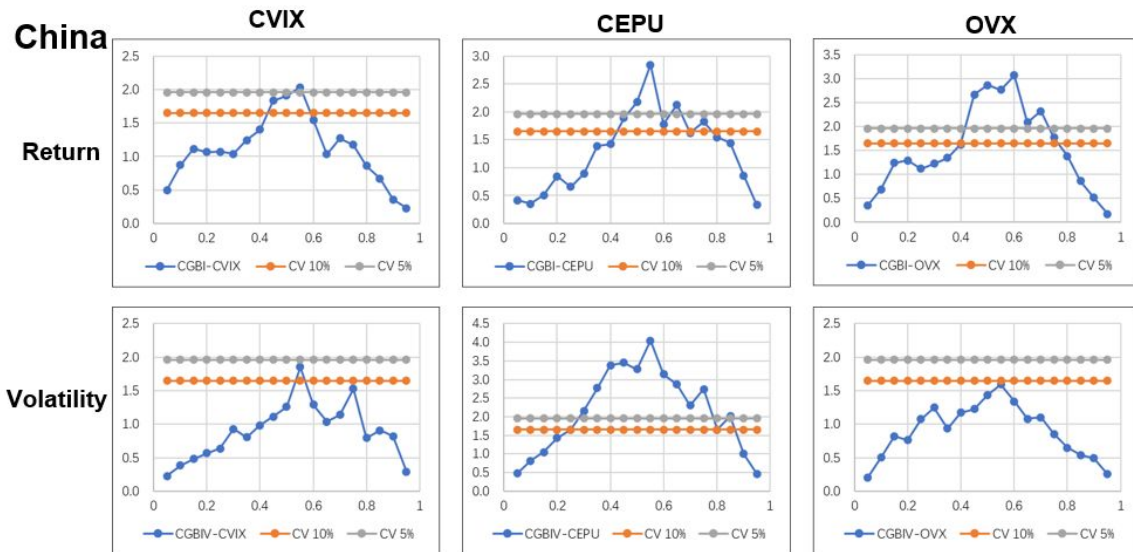 China
CVIX
CEPU
OVX
Return
2.5
2.0
1.5
1.0
0.5
0.0
0 0.2 0.4 0.6 0.8 1
CGBI-CVIX CV 10% CV 5%
3.0
2.5
2.0
1.5
1.0
0.5
0.0
0 0.2 0.4 0.6 0.8 1
CGBI-CEPU CV 10% CV 5%
3.5
3.0
2.5
2.0
1.5
1.0
0.5
0.0
0 0.2 0.4 0.6 0.8 1
CGBI-OVX CV 10% CV 5%
Volatility
2.5
2.0
1.5
1.0
0.5
0.0
0 0.2 0.4 0.6 0.8 1
CGBIV-CVIX CV 10% CV 5%
4.5
4.0
3.5
3.0
2.5
2.0
1.5
1.0
0.5
0.0
0 0.2 0.4 0.6 0.8 1
CGBIV-CEPU CV 10% CV 5%
2.5
2.0
1.5
1.0
0.5
0.0
0 0.2 0.4 0.6 0.8 1
CGBIV-OVX CV 10% CV 5%